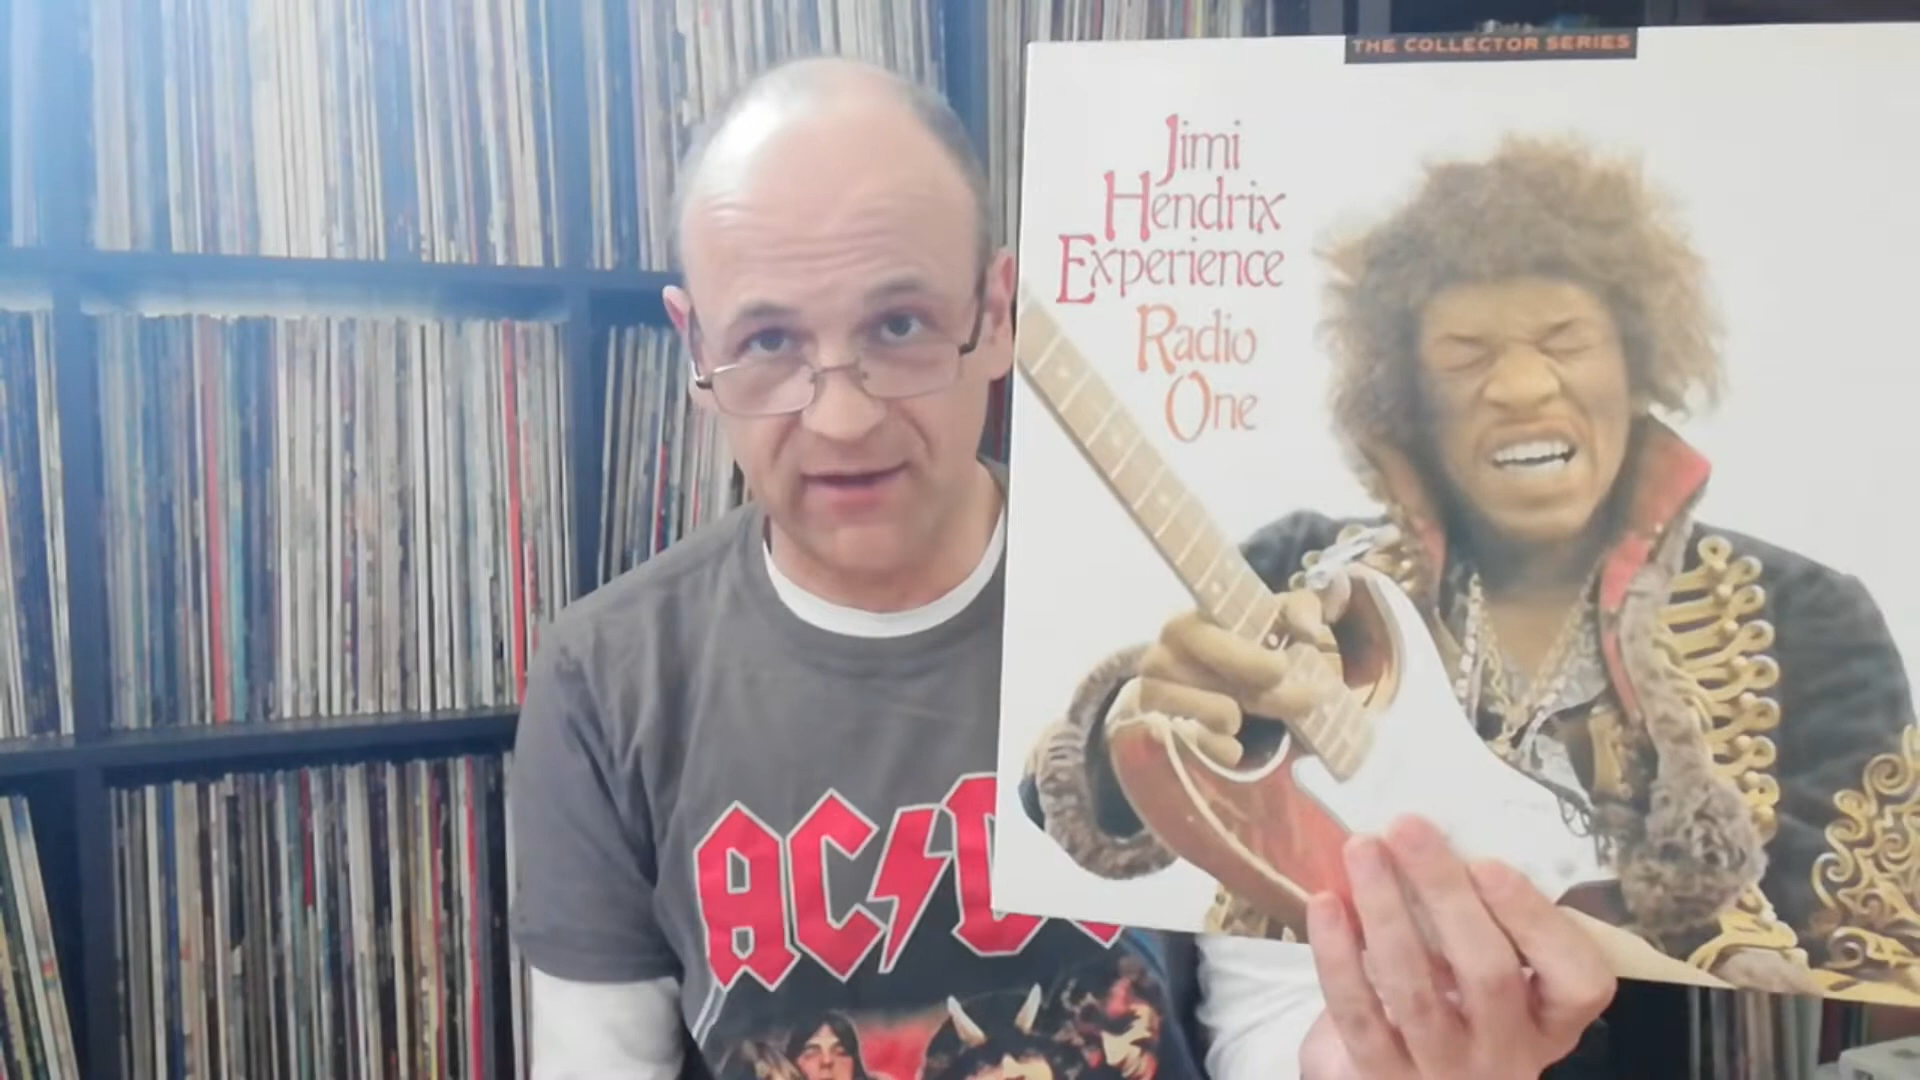 THE COLLECTOR SERIES
Jimi
Hendrix
Experience
Radio
One
AC/D